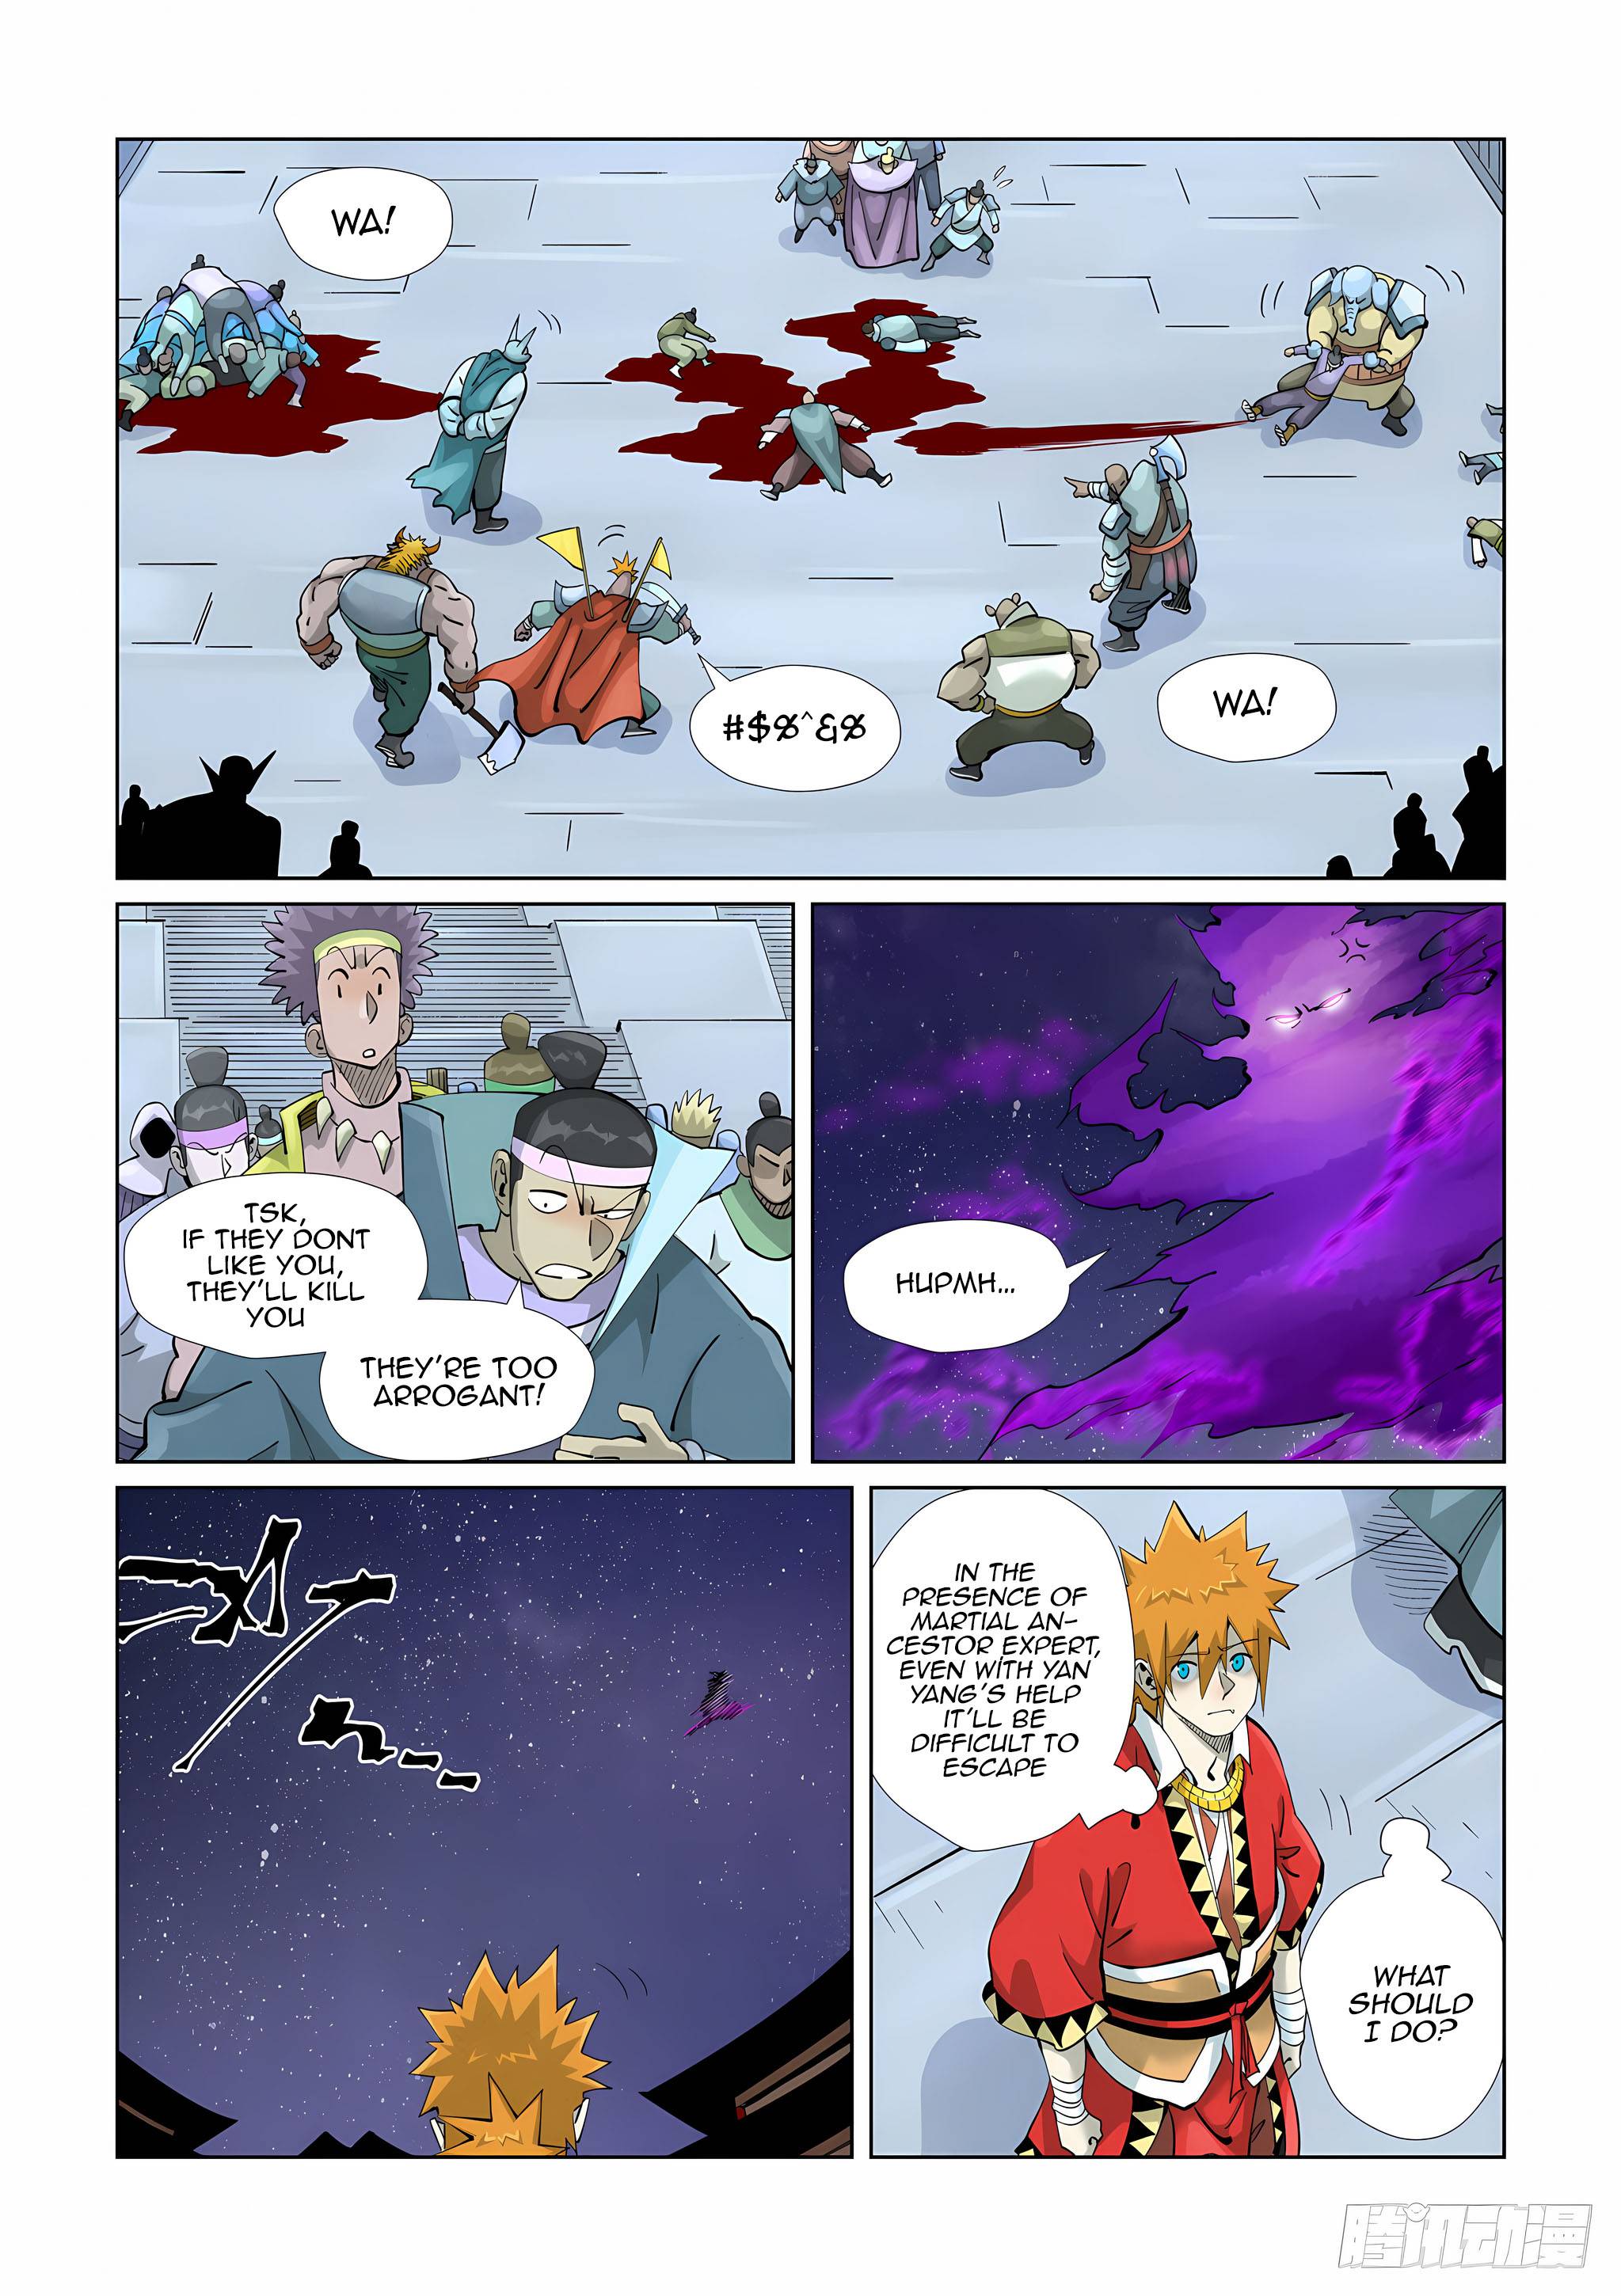 WA!
#$%^&%
WA!
TSK,
IF THEY DONT
LIKE YOU,
THEY'LL KILL
YOU
THEY'RE TOO
ARROGANT!
HUPMH...
IN THE
PRESENCE OF
MARTIAL AN-
CESTOR EXPERT,
EVEN WITH YAN
YANG'S HELP
IT'LL BE
DIFFICULT TO
ESCAPE
WHAT
SHOULD
I DO?
腾讯动漫